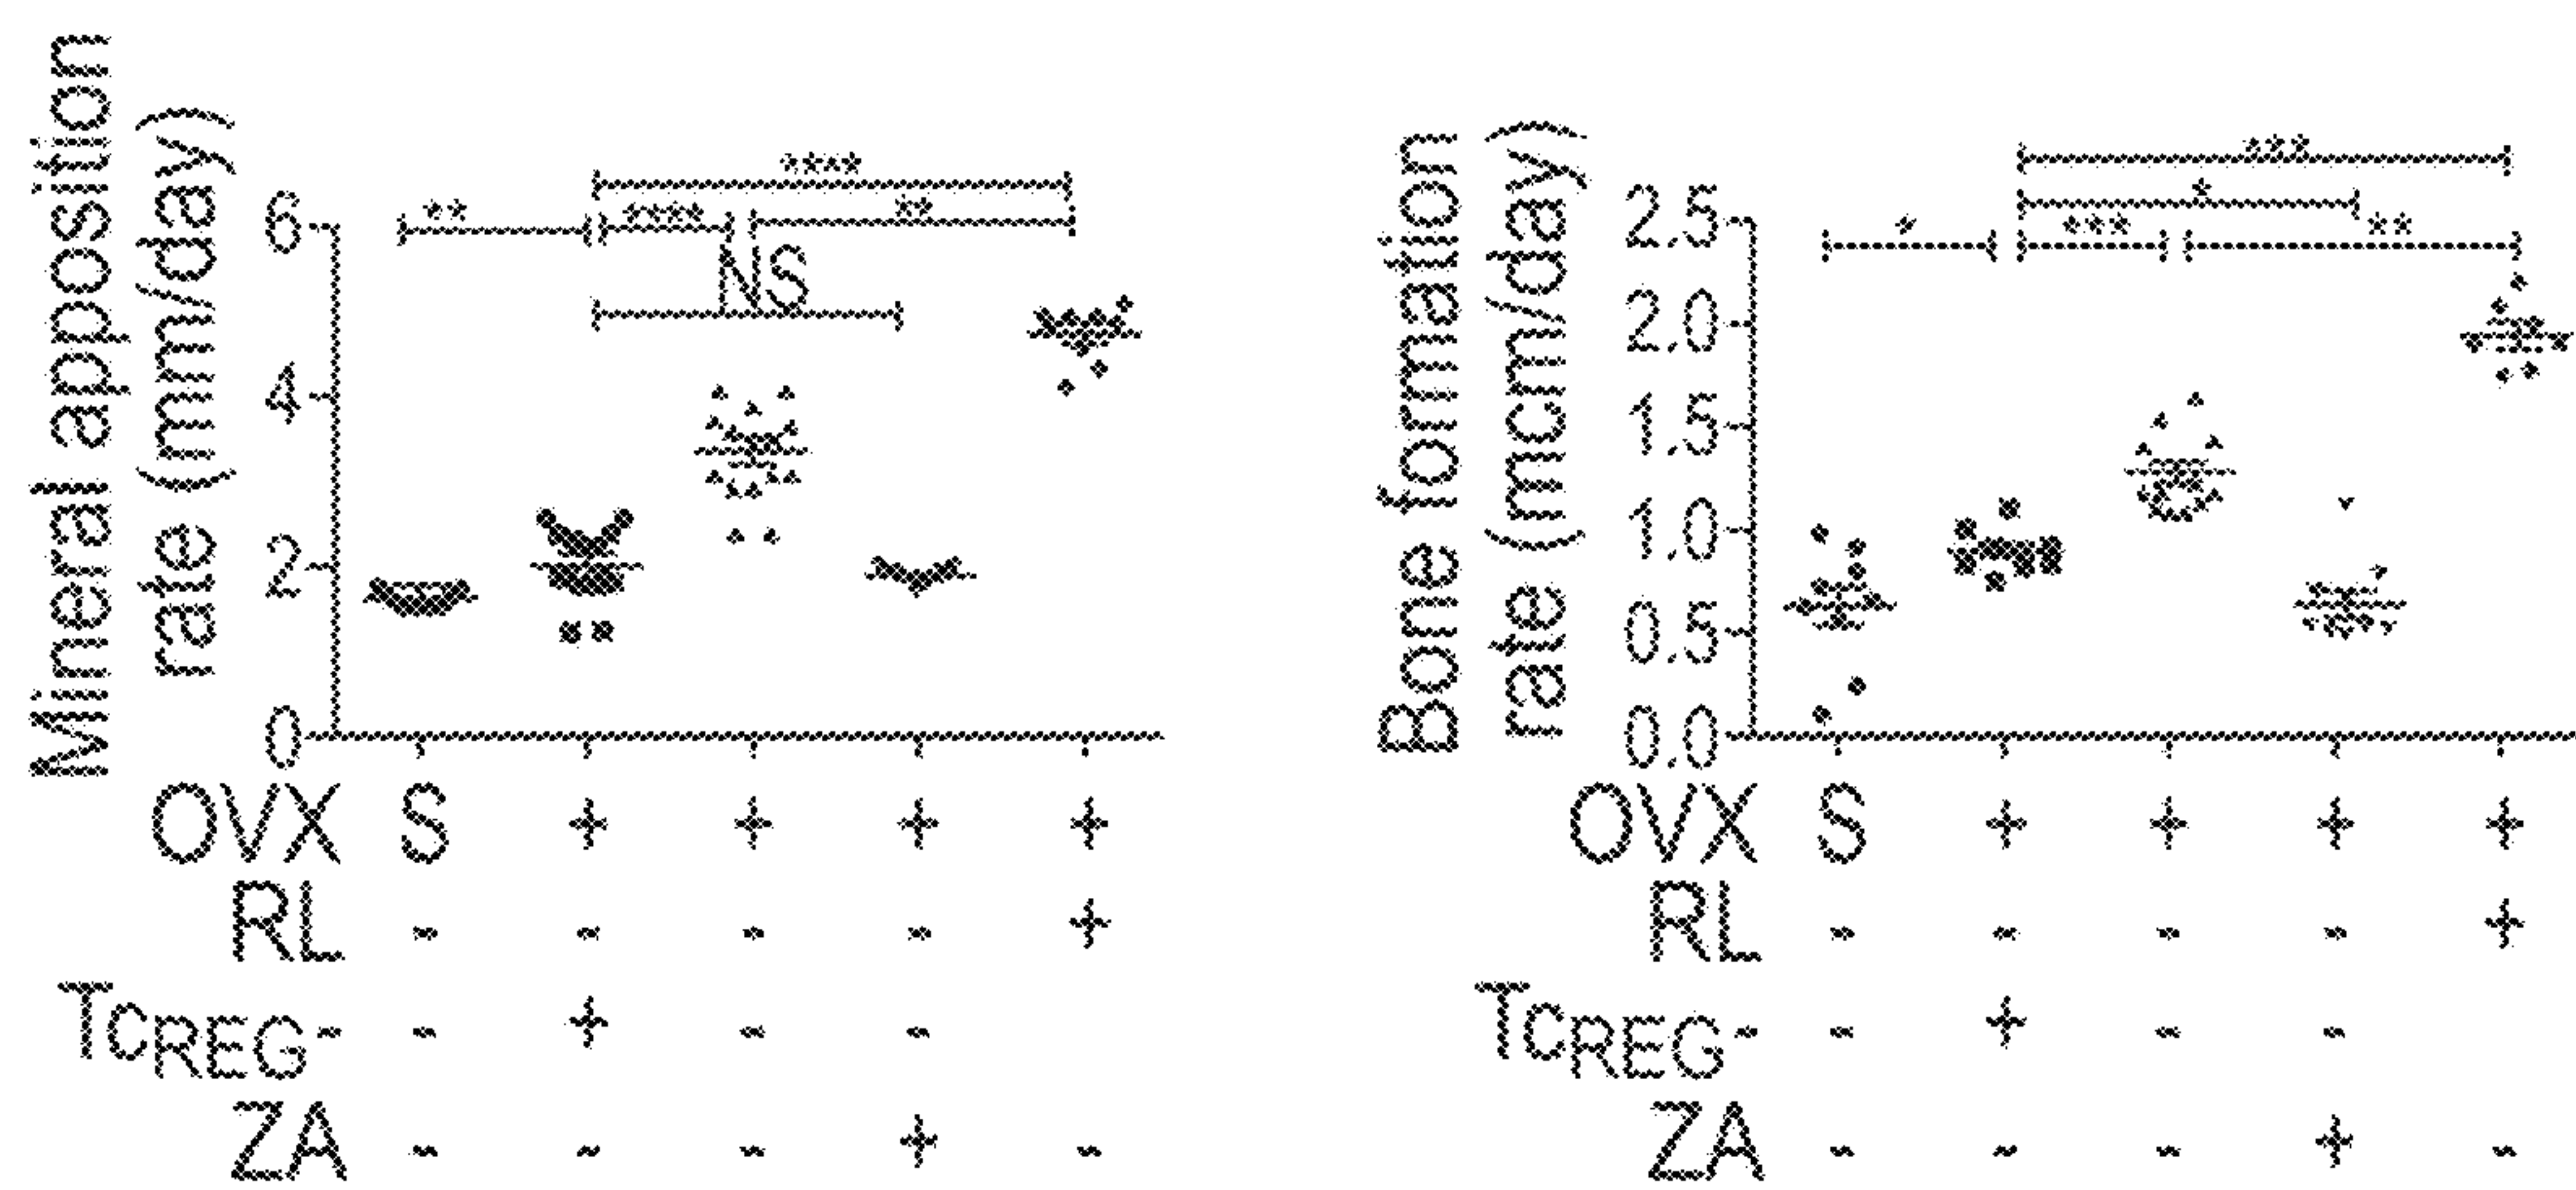 Mineral apposition
rate (mm/day)
****
** **** **
NS
6
4
2
0
OVX S + + + +
RL - - - - +
TcREG- - + - -
ZA - - - + -
Bone formation
rate (mcm/day)
***
*
* *** **
2.5
2.0
1.5
1.0
0.5
0.0
OVX S + + + +
RL - - - - +
TcREG- - + - -
ZA - - - + -